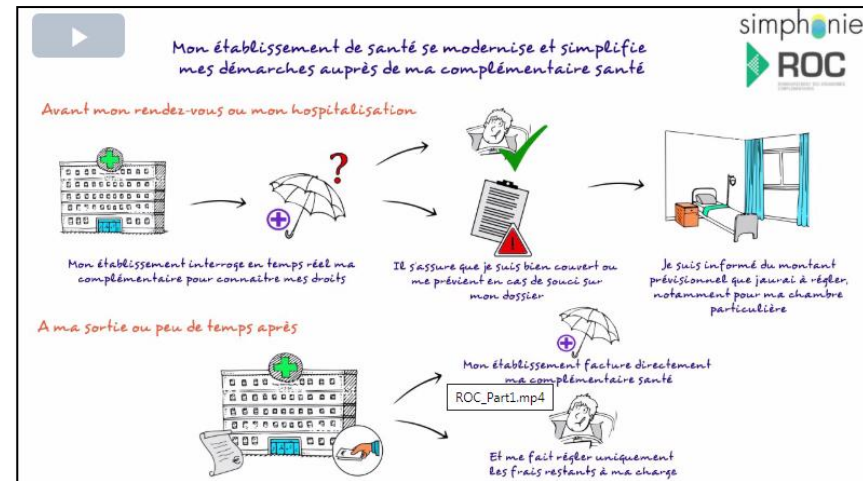 simphonie
ROC
Mon établissement de santé se modernise et simplifie
mes démarches auprès de ma complémentaire santé
Avant mon rendez-vous ou mon hospitalisation
?
Mon établissement interroge en temps réel ma
complémentaire pour connaitre mes droits
Il s'assure que je suis bien couvert ou
me prévient en cas de souci sur
mon dossier
Je suis informé du montant
prévisionnel que jaurai à régler,
notamment pour ma chambre
particulière
A ma sortie ou peu de temps après
Mon établissement facture directement
ma complémentaire santé
ROC_Part1.mp4
Et me fait régler uniquement
les frais restants à ma charge